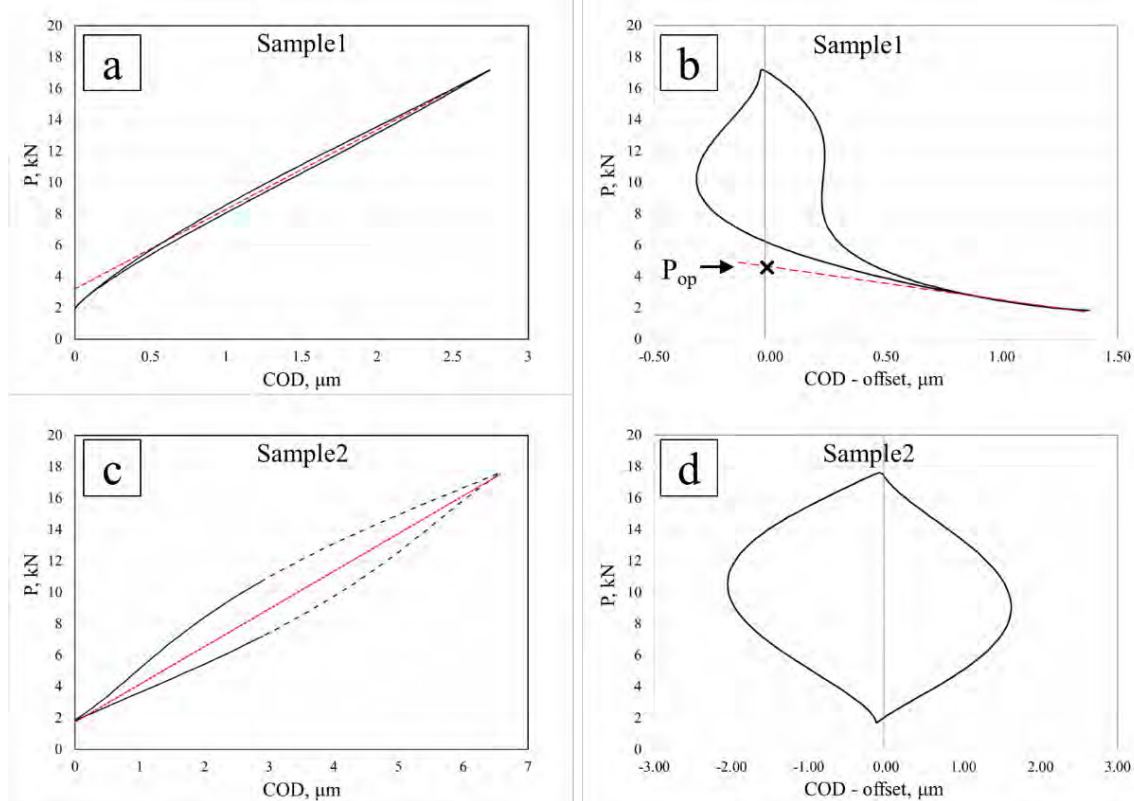 a
Sample1
P, kN
20
18
16
14
12
10
8
6
4
2
0
0 0.5 1 1.5 2 2.5 3
COD, μm
b
Sample1
P, kN
20
18
16
14
12
10
8
6
4
2
0
Pop
-0.50 0.00 0.50 1.00 1.50
COD - offset, μm
c
Sample2
P, kN
20
18
16
14
12
10
8
6
4
2
0
0 1 2 3 4 5 6 7
COD, μm
d
Sample2
P, kN
20
18
16
14
12
10
8
6
4
2
0
-3.00 -2.00 -1.00 0.00 1.00 2.00 3.00
COD - offset, μm